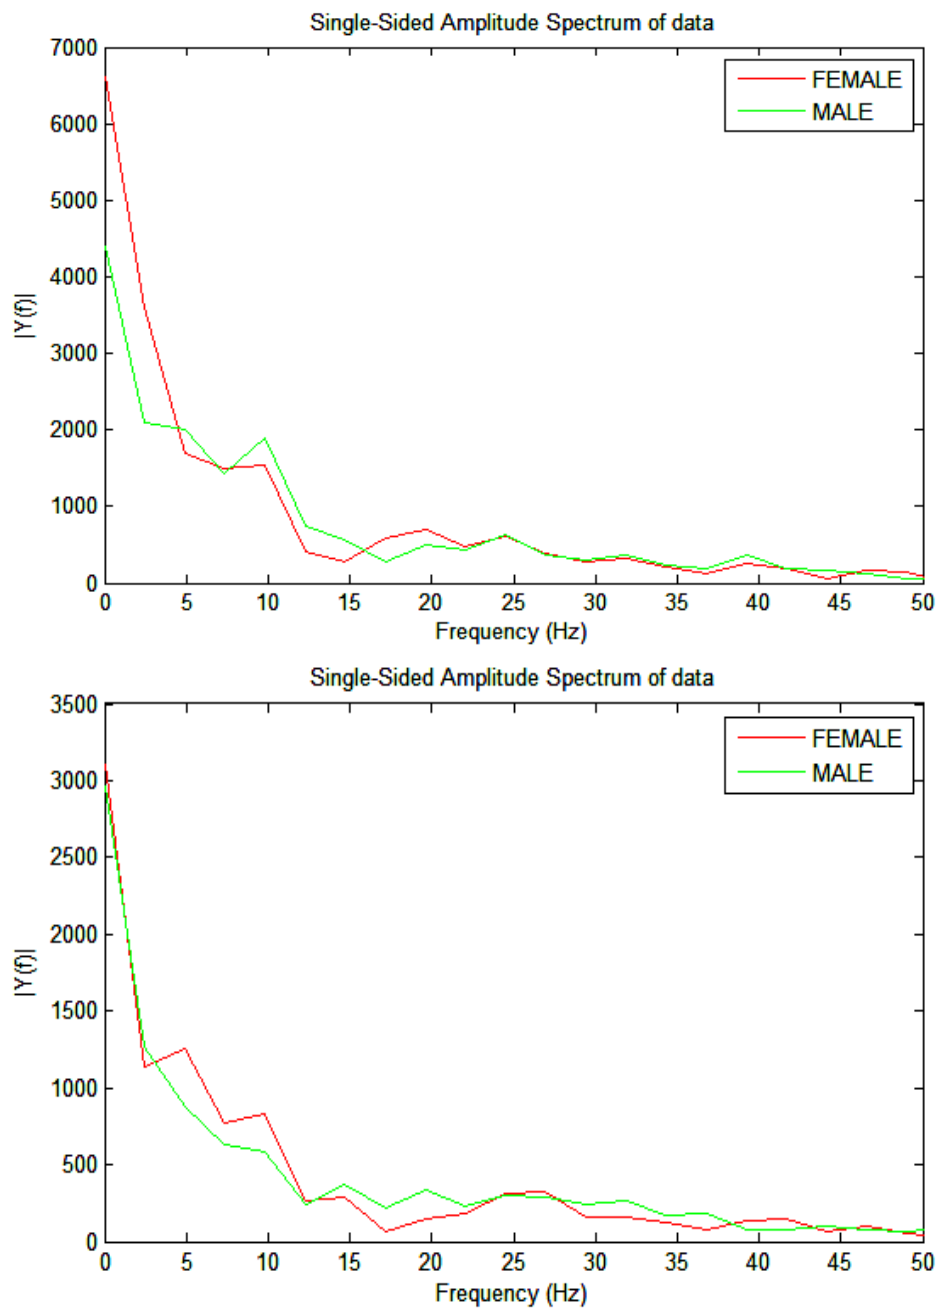 Single-Sided Amplitude Spectrum of data
7000
6000
5000
4000
3000
2000
1000
0
|Y(f)|
FEMALE
MALE
0 5 10 15 20 25 30 35 40 45 50
Frequency (Hz)
Single-Sided Amplitude Spectrum of data
3500
3000
2500
2000
1500
1000
500
0
|Y(f)|
FEMALE
MALE
0 5 10 15 20 25 30 35 40 45 50
Frequency (Hz)